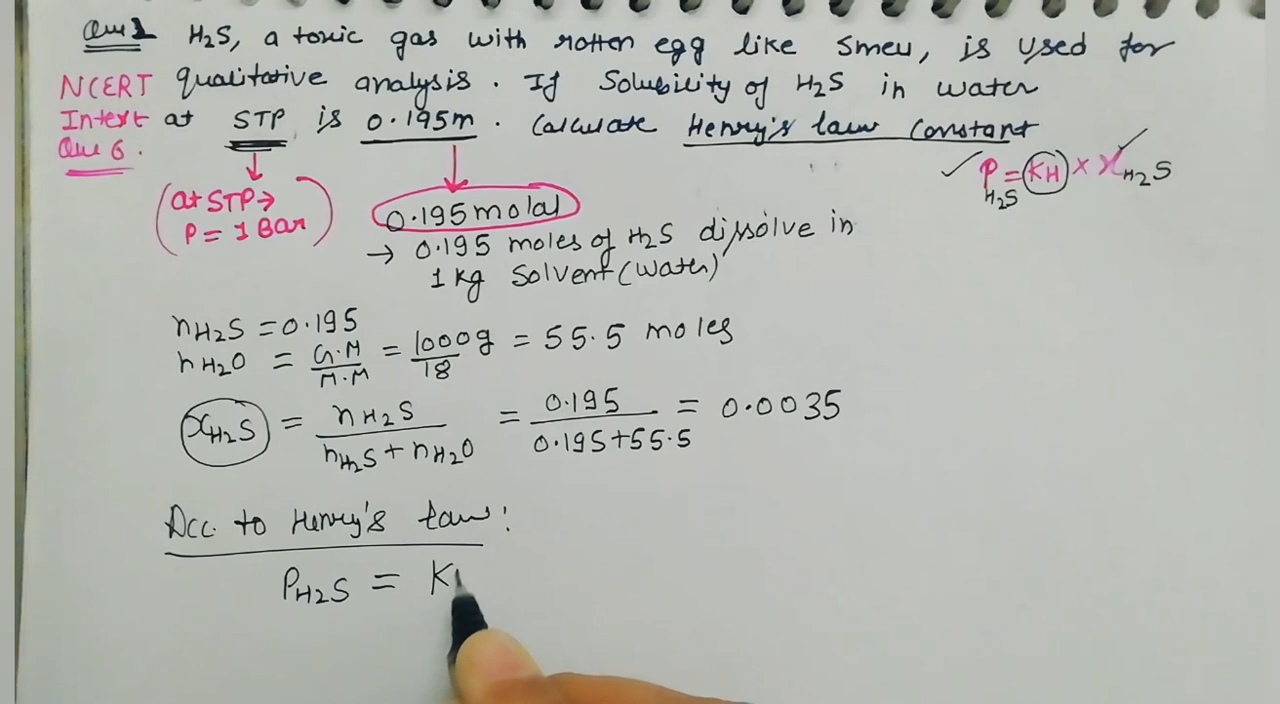 Que 1 H2S, a toxic gas with rotten egg like smell, is used for
NCERT qualitative analysis. If Solubility of H2S in water
Intext at STP is 0.195m. Calculate Henry's law constant
Que 6.
P H2S = KH × x H2S
(at STP→
P = 1 Bar)
0.195 molal
→ 0.195 moles of H2S dissolve in
1 kg Solvent (water)
nH2S = 0.195
nH2O = G.M/M.M = 1000g/18 = 55.5 moles
xH2S = nH2S/nH2S + nH2O = 0.195/0.195+55.5 = 0.0035
Acc. to Henry's law:
PH2S = K